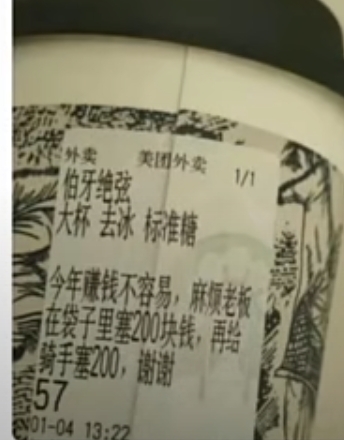 外卖 美团外卖 1/1
伯牙绝弦
大杯 去冰 标准糖
今年赚钱不容易，麻烦老板
在袋子里塞200块钱，再给
骑手塞200，谢谢
57
01-04 13:22